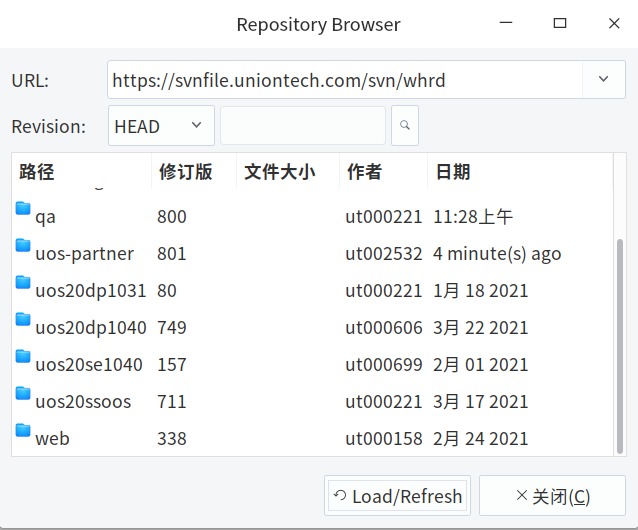 Repository Browser
URL: https://svnfile.uniontech.com/svn/whrd
Revision: HEAD
路径 修订版 文件大小 作者 日期
qa 800 ut000221 11:28上午
uos-partner 801 ut002532 4 minute(s) ago
uos20dp1031 80 ut000221 1月 18 2021
uos20dp1040 749 ut000606 3月 22 2021
uos20se1040 157 ut000699 2月 01 2021
uos20ssoos 711 ut000221 3月 17 2021
web 338 ut000158 2月 24 2021
Load/Refresh 关闭(C)